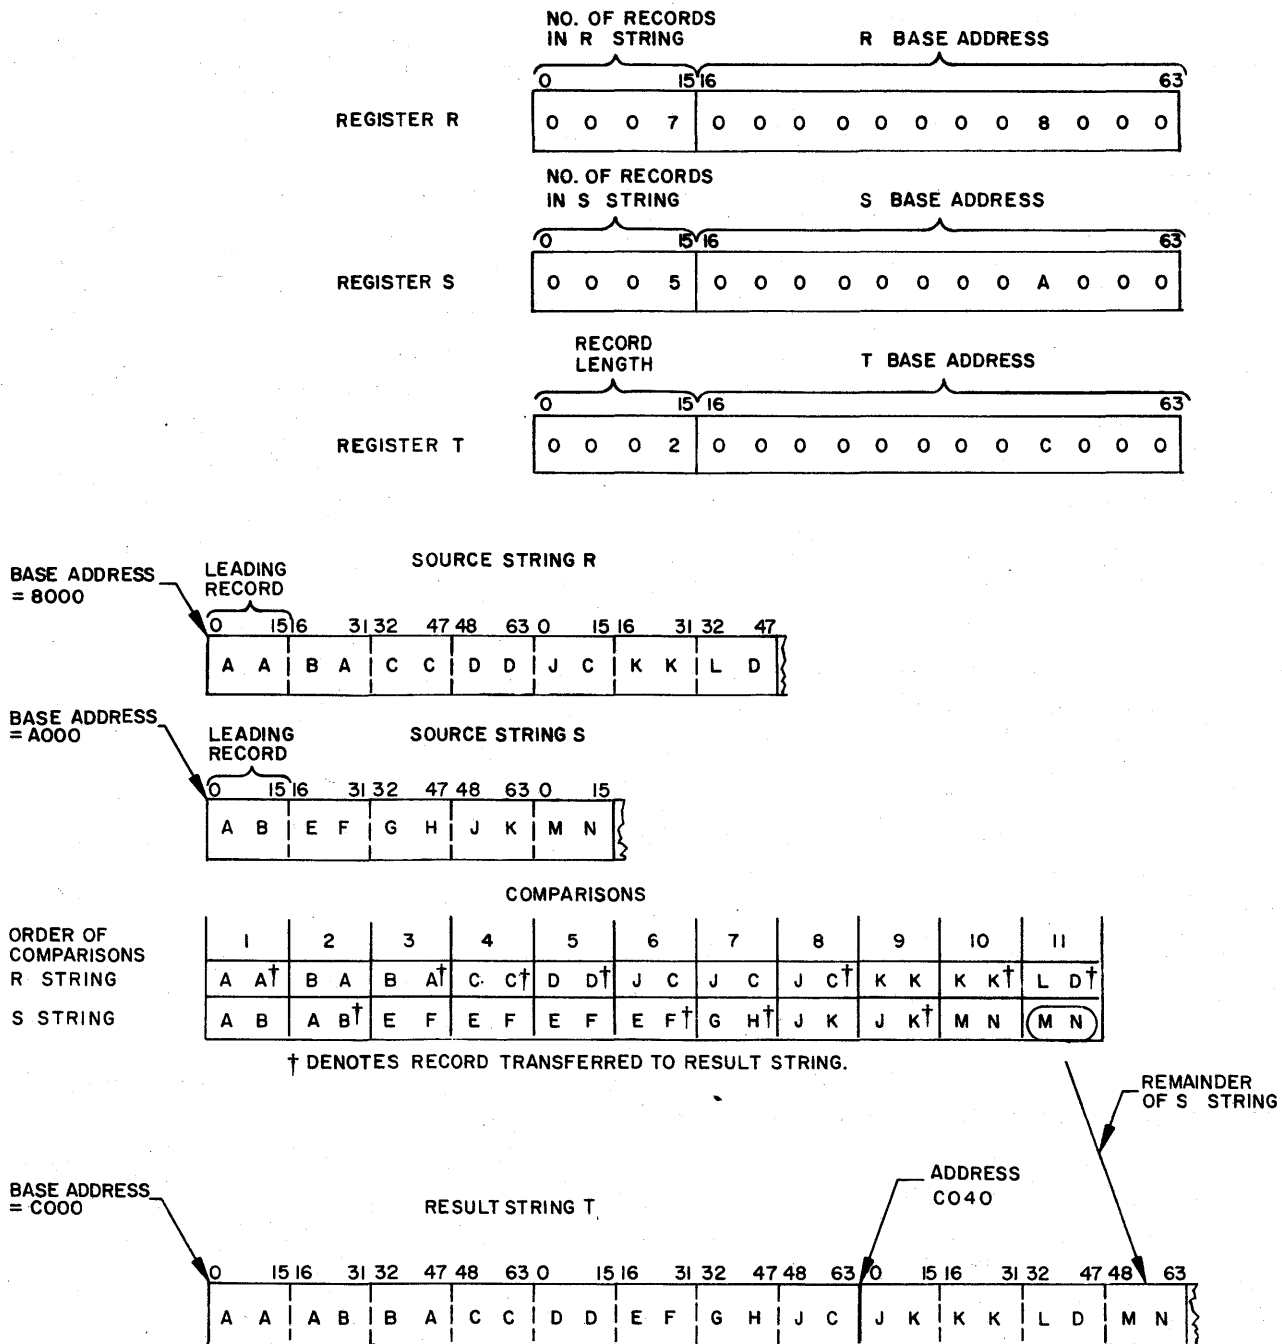 NO. OF RECORDS
IN R STRING
R BASE ADDRESS
0 15 16 63
REGISTER R
0 0 0 7 0 0 0 0 0 0 0 0 8 0 0 0
NO. OF RECORDS
IN S STRING
S BASE ADDRESS
0 15 16 63
REGISTER S
0 0 0 5 0 0 0 0 0 0 0 0 A 0 0 0
RECORD
LENGTH
T BASE ADDRESS
0 15 16 63
REGISTER T
0 0 0 2 0 0 0 0 0 0 0 0 C 0 0 0
SOURCE STRING R
BASE ADDRESS
= 8000
LEADING
RECORD
0 15 16 31 32 47 48 63 0 15 16 31 32 47
A A B A C C D D J C K K L D
BASE ADDRESS
= A000
LEADING
RECORD
SOURCE STRING S
0 15 16 31 32 47 48 63 0 15
A B E F G H J K M N
COMPARISONS
ORDER OF
COMPARISONS
1 2 3 4 5 6 7 8 9 10 11
R STRING
A A† B A B A† C C† D D† J C J C J C† K K K K† L D†
S STRING
A B A B† E F E F E F E F† G H† J K J K† M N M N
† DENOTES RECORD TRANSFERRED TO RESULT STRING.
REMAINDER
OF S STRING
BASE ADDRESS
= C000
RESULT STRING T
ADDRESS
C040
0 15 16 31 32 47 48 63 0 15 16 31 32 47 48 63 0 15 16 31 32 47 48 63
A A A B B A C C D D E F G H J C J K K K L D M N